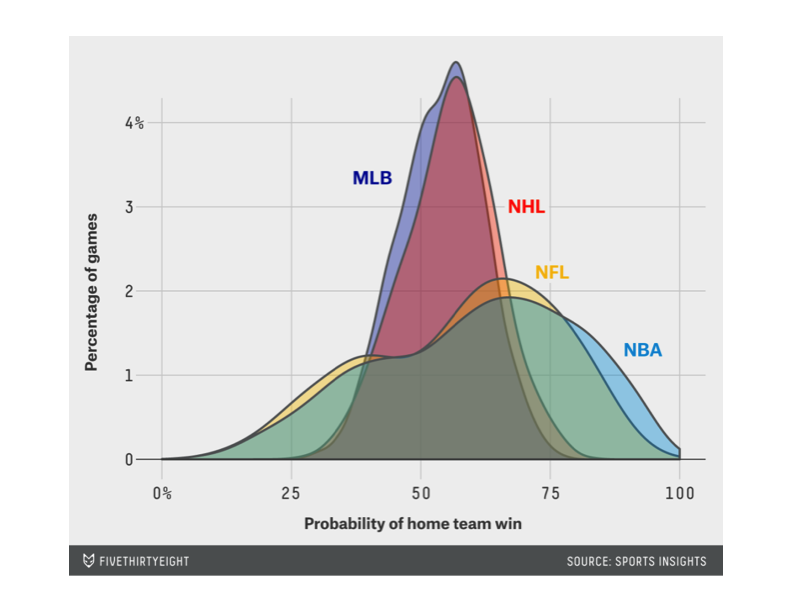 4%
MLB
3
NHL
NFL
2
NBA
1
0
Percentage of games
0% 25 50 75 100
Probability of home team win
FIVETHIRTYEIGHT SOURCE: SPORTS INSIGHTS